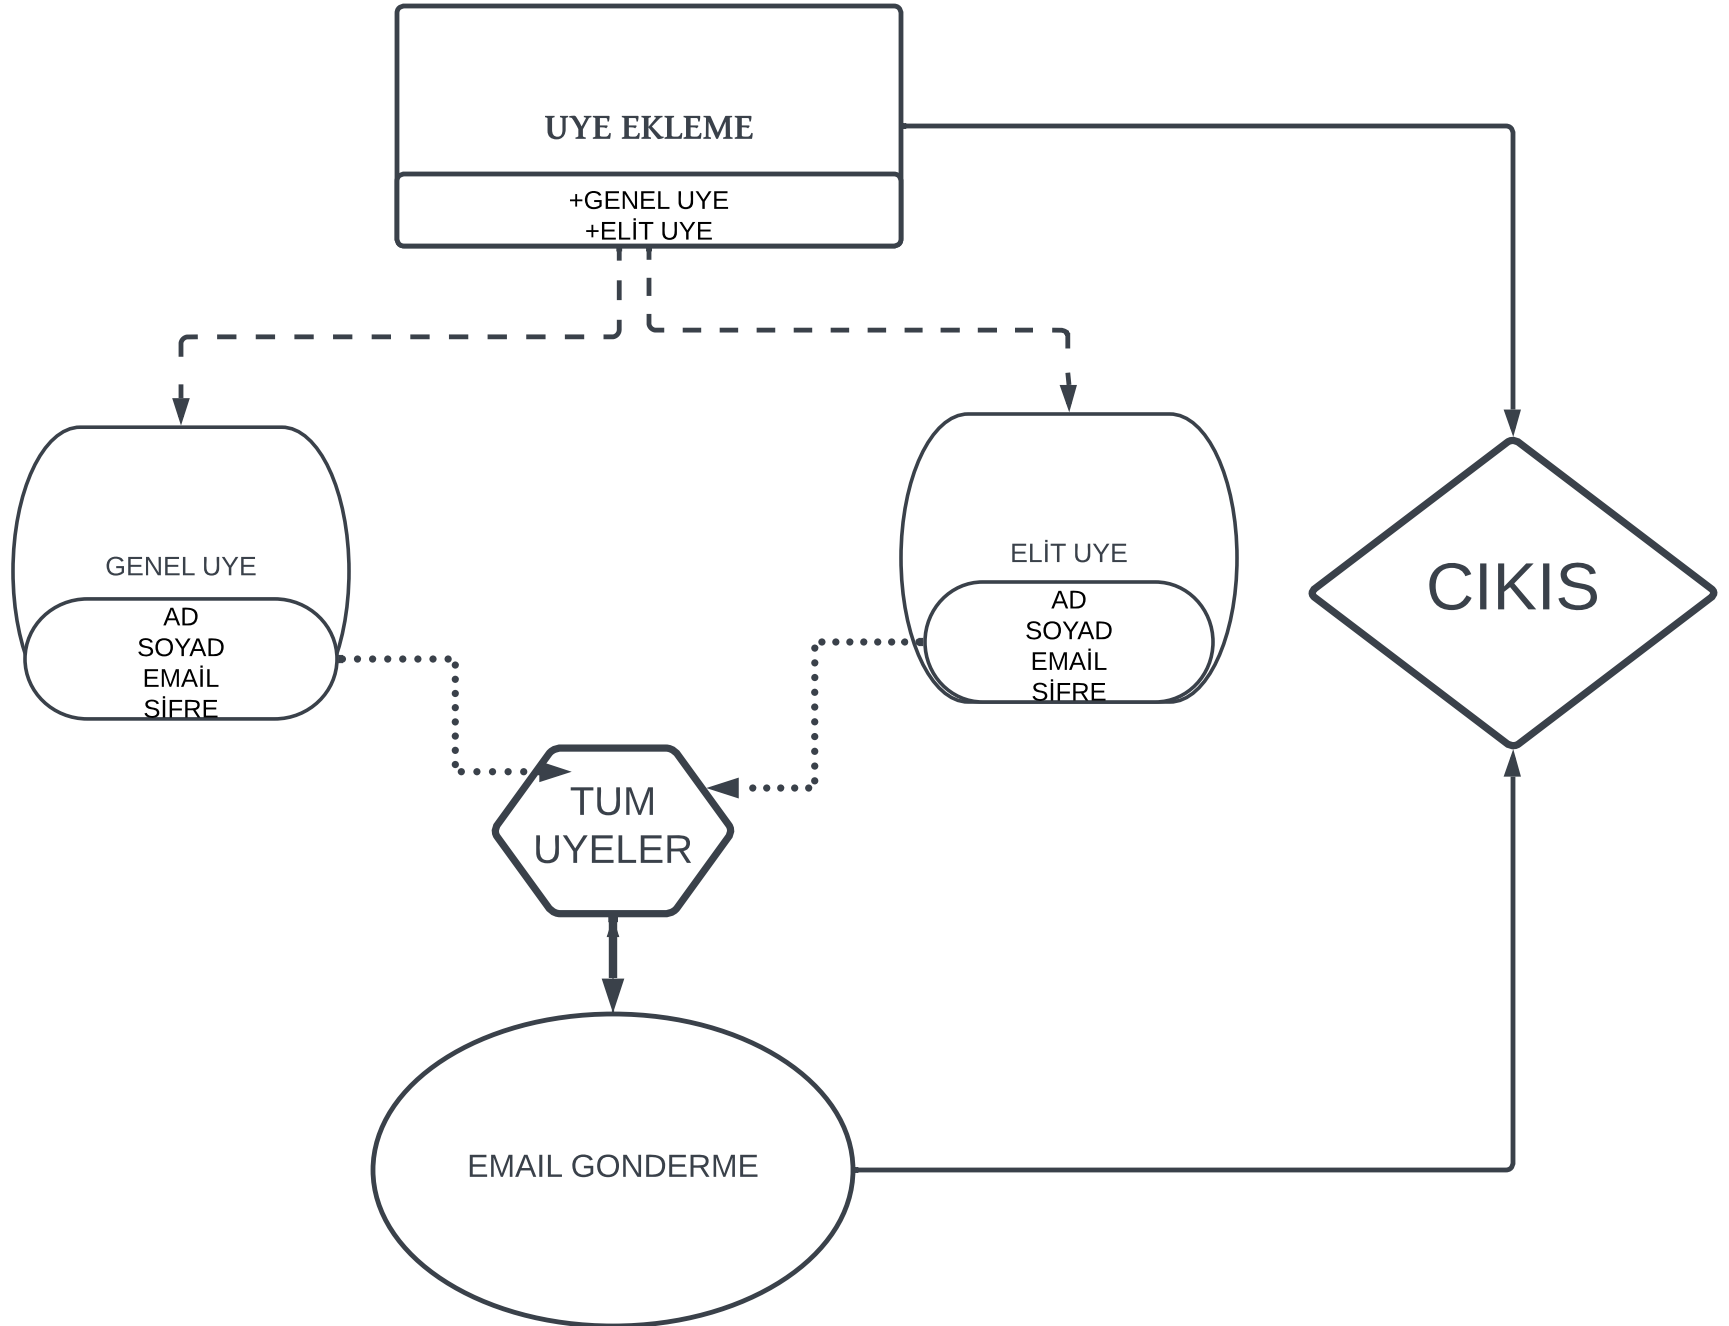 UYE EKLEME
+GENEL UYE
+ELİT UYE
GENEL UYE
AD
SOYAD
EMAİL
SİFRE
ELİT UYE
AD
SOYAD
EMAİL
SİFRE
CIKIS
TUM
UYELER
EMAIL GONDERME